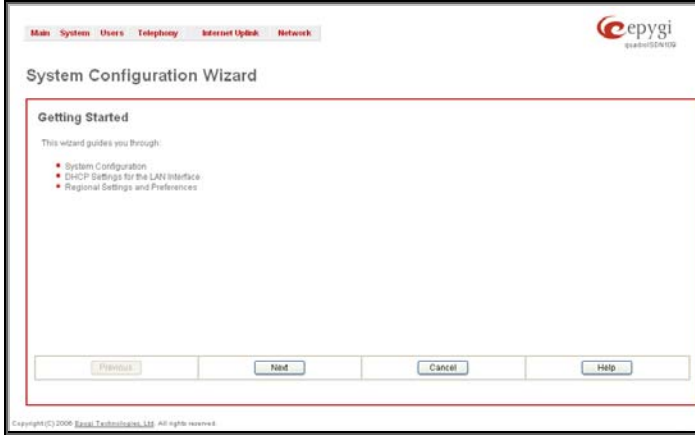 Main System Users Telephony Internet Uplink Network
epygi
System Configuration Wizard
Getting Started
This wizard guides you through:
System Configuration
DHCP Settings for the LAN Interface
Regional Settings and Preferences
Previous Next Cancel Help
Copyright (C) 2006 Epygi Technologies, Ltd. All rights reserved.